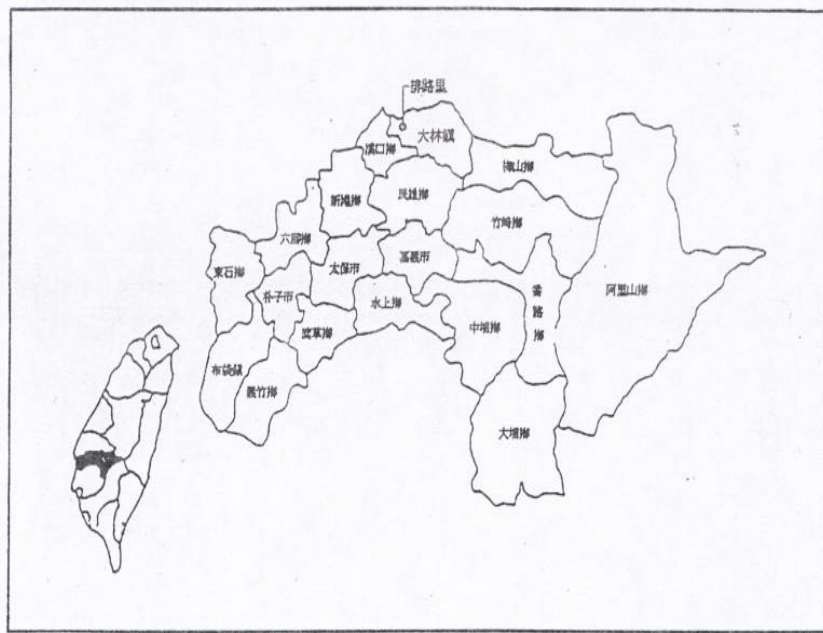 排路里
大林鎮
溪口鄉
梅山鄉
新港鄉
民雄鄉
竹崎鄉
六腳鄉
太保市
嘉義市
東石鄉
朴子市
水上鄉
番路鄉
阿里山鄉
中埔鄉
鹿草鄉
布袋鎮
義竹鄉
大埔鄉